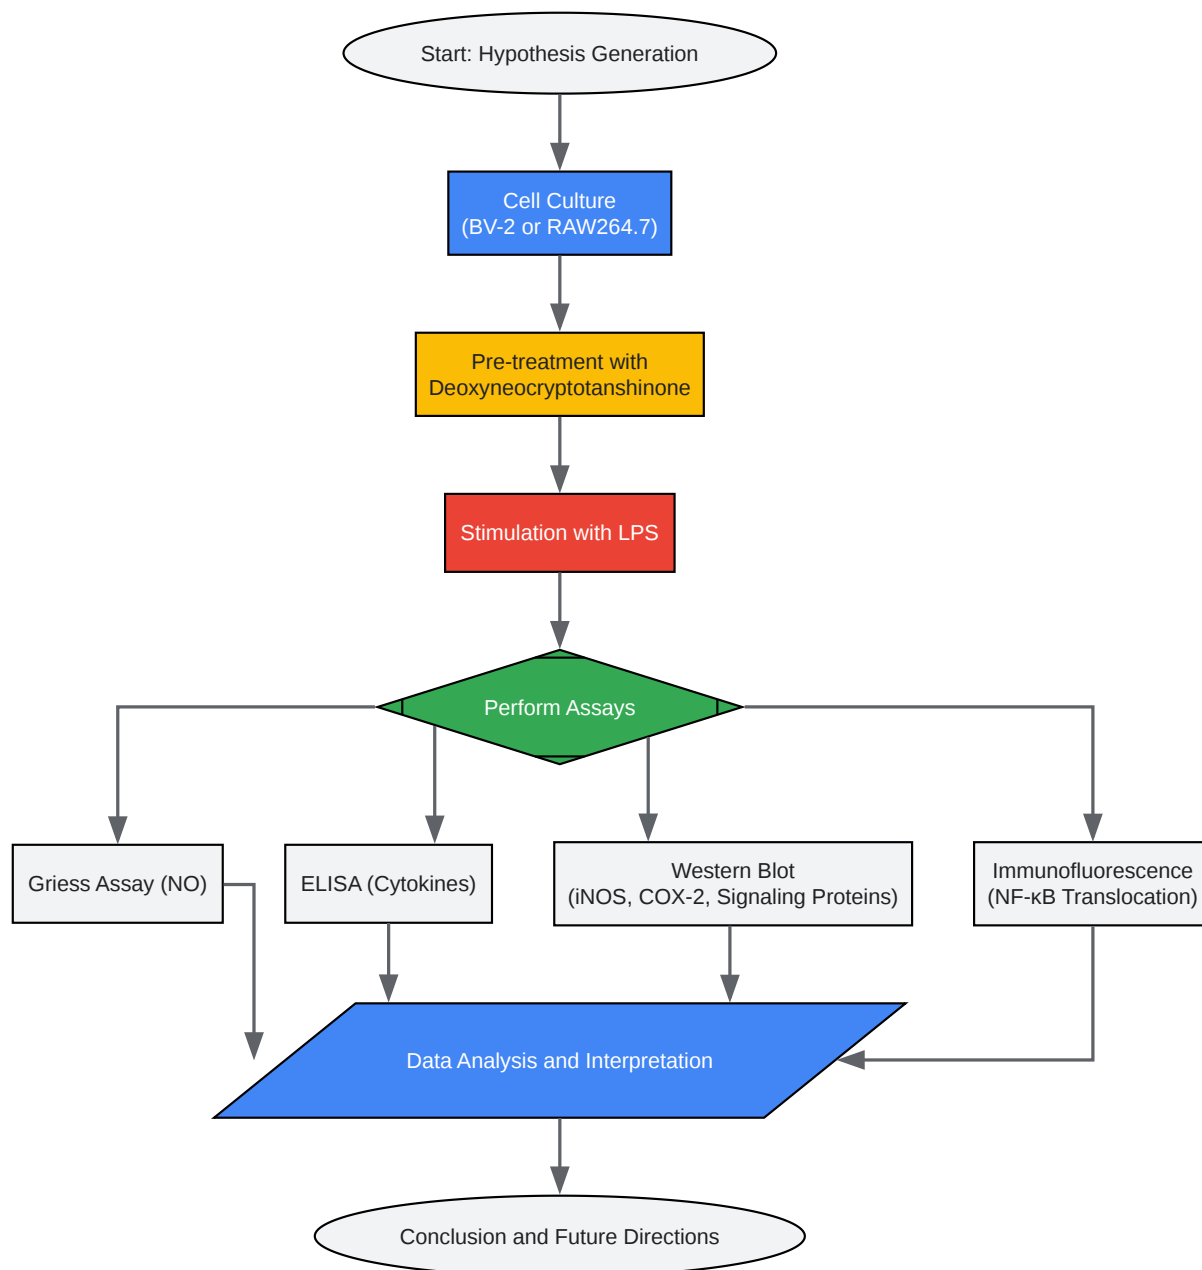 Start: Hypothesis Generation
Cell Culture
(BV-2 or RAW264.7)
Pre-treatment with
Deoxyneocryptotanshinone
Stimulation with LPS
Perform Assays
Griess Assay (NO)
ELISA (Cytokines)
Western Blot
(iNOS, COX-2, Signaling Proteins)
Immunofluorescence
(NF-κB Translocation)
Data Analysis and Interpretation
Conclusion and Future Directions